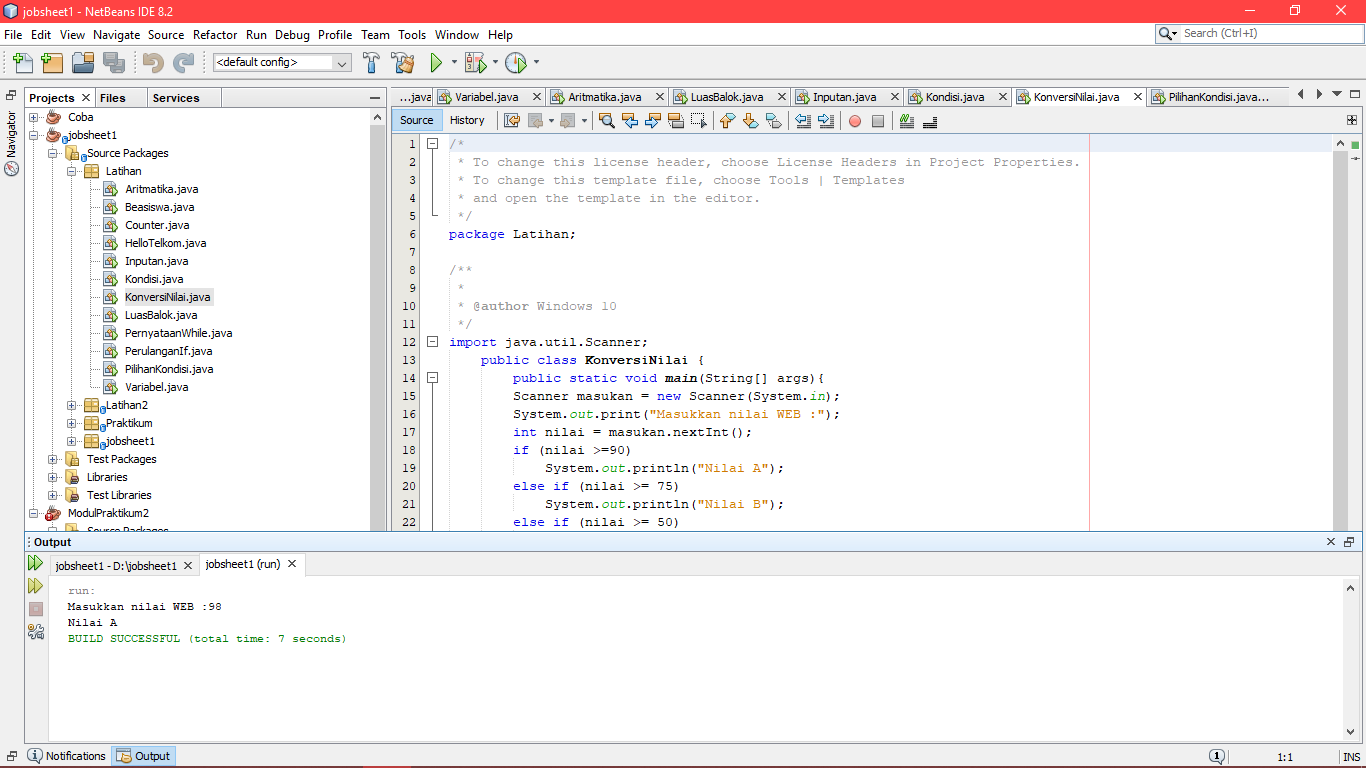 jobsheet1 - NetBeans IDE 8.2
File Edit View Navigate Source Refactor Run Debug Profile Team Tools Window Help
Search (Ctrl+I)
<default config>
Navigator
Projects Files Services
Coba
jobsheet1
Source Packages
Latihan
Aritmatika.java
Beasiswa.java
Counter.java
HelloTelkom.java
Inputan.java
Kondisi.java
KonversiNilai.java
LuasBalok.java
PernyataanWhile.java
PerulanganIf.java
PilihanKondisi.java
Variabel.java
Latihan2
Praktikum
jobsheet1
Test Packages
Libraries
Test Libraries
ModulPraktikum2
Source Packages
...java Variabel.java Aritmatika.java LuasBalok.java Inputan.java Kondisi.java KonversiNilai.java PilihanKondisi.java...
Source History
1 /*
2 * To change this license header, choose License Headers in Project Properties.
3 * To change this template file, choose Tools | Templates
4 * and open the template in the editor.
5 */
6 package Latihan;
7
8 /**
9 *
10 * @author Windows 10
11 */
12 import java.util.Scanner;
13 public class KonversiNilai {
14 public static void main(String[] args){
15 Scanner masukan = new Scanner(System.in);
16 System.out.print("Masukkan nilai WEB :");
17 int nilai = masukan.nextInt();
18 if (nilai >=90)
19 System.out.println("Nilai A");
20 else if (nilai >= 75)
21 System.out.println("Nilai B");
22 else if (nilai >= 50)
Output
jobsheet1 - D:\jobsheet1 jobsheet1 (run)
run:
Masukkan nilai WEB :98
Nilai A
BUILD SUCCESSFUL (total time: 7 seconds)
Notifications Output
1 1:1 INS